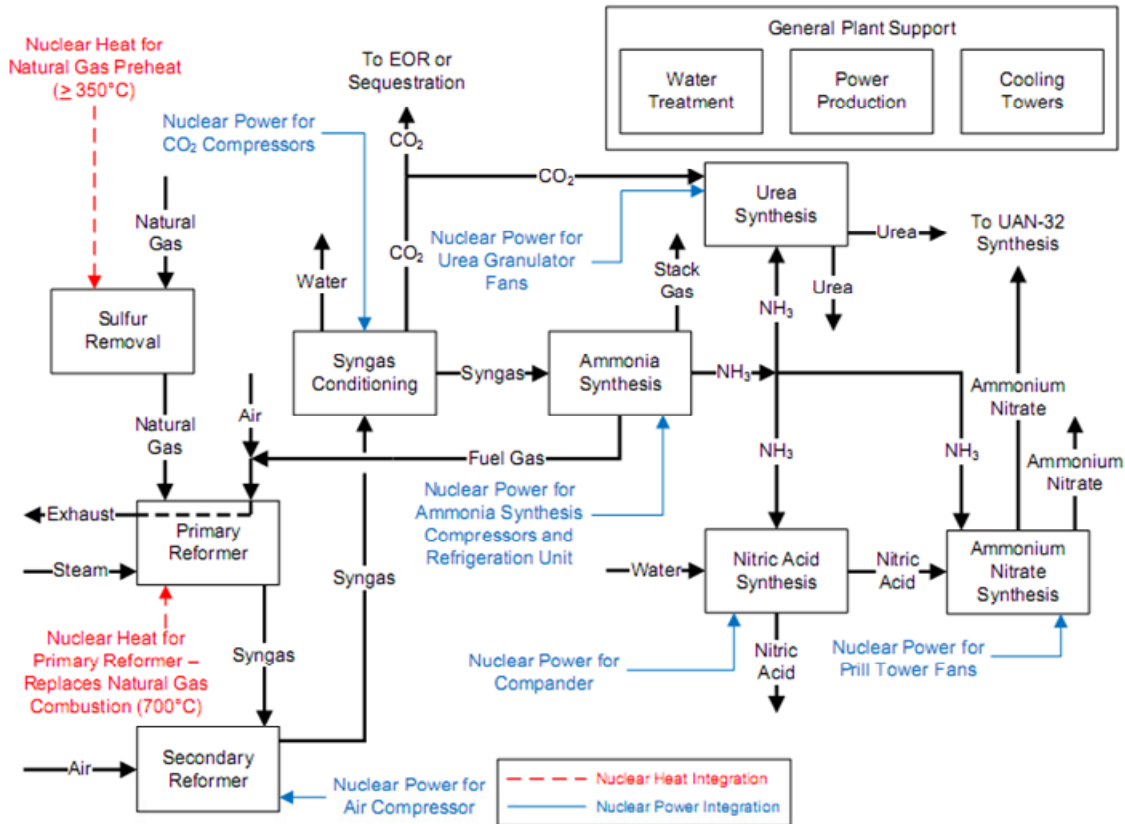 Nuclear Heat for
Natural Gas Preheat
(≥ 350°C)
To EOR or
Sequestration
General Plant Support
Water
Treatment
Power
Production
Cooling
Towers
Nuclear Power for
CO₂ Compressors
CO₂
CO₂
Urea
Synthesis
Natural
Gas
Nuclear Power for
Urea Granulator
Fans
CO₂
Water
Stack
Gas
Urea
Urea
To UAN-32
Synthesis
NH₃
Sulfur
Removal
Syngas
Conditioning
Syngas
Ammonia
Synthesis
NH₃
Natural
Gas
Air
Fuel Gas
NH₃
NH₃
Ammonium
Nitrate
Ammonium
Nitrate
Exhaust
Primary
Reformer
Steam
Nuclear Power for
Ammonia Synthesis
Compressors and
Refrigeration Unit
Syngas
Water
Nitric Acid
Synthesis
Nitric
Acid
Ammonium
Nitrate
Synthesis
Nuclear Heat for
Primary Reformer –
Replaces Natural Gas
Combustion (700°C)
Syngas
Nuclear Power for
Compander
Nitric
Acid
Nuclear Power for
Prill Tower Fans
Air
Secondary
Reformer
Nuclear Power for
Air Compressor
Nuclear Heat Integration
Nuclear Power Integration